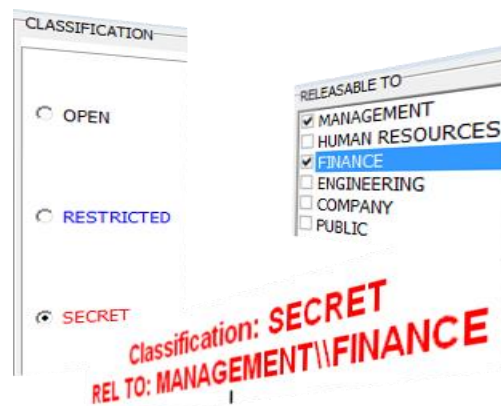 CLASSIFICATION
OPEN
RESTRICTED
SECRET
RELEASABLE TO
MANAGEMENT
HUMAN RESOURCES
FINANCE
ENGINEERING
COMPANY
PUBLIC
Classification: SECRET
REL TO: MANAGEMENT\\FINANCE